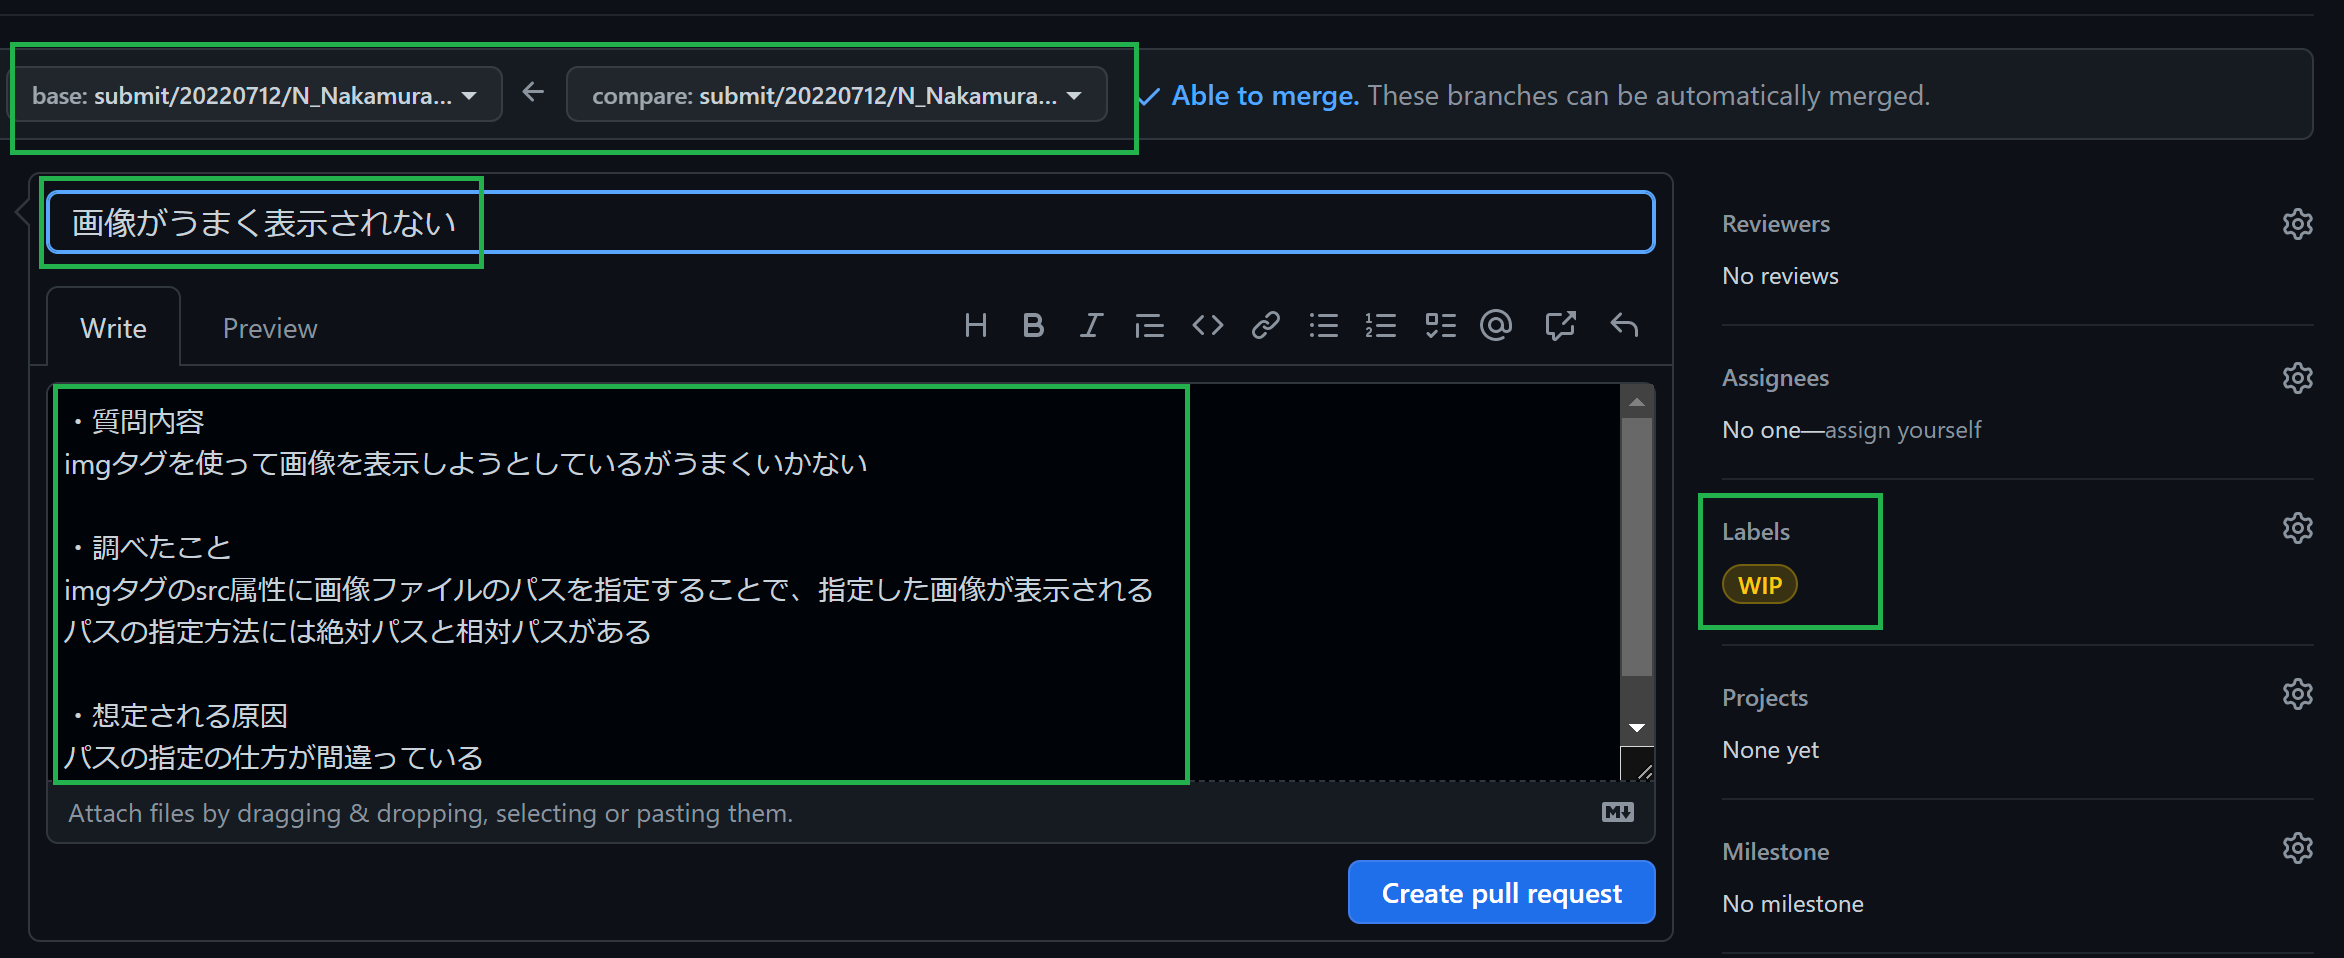 base: submit/20220712/N_Nakamura...
compare: submit/20220712/N_Nakamura...
Able to merge. These branches can be automatically merged.
画像がうまく表示されない
Write
Preview
・質問内容
imgタグを使って画像を表示しようとしているがうまくいかない
・調べたこと
imgタグのsrc属性に画像ファイルのパスを指定することで、指定した画像が表示される
パスの指定方法には絶対パスと相対パスがある
・想定される原因
パスの指定の仕方が間違っている
Attach files by dragging & dropping, selecting or pasting them.
Create pull request
Reviewers
No reviews
Assignees
No one—assign yourself
Labels
WIP
Projects
None yet
Milestone
No milestone